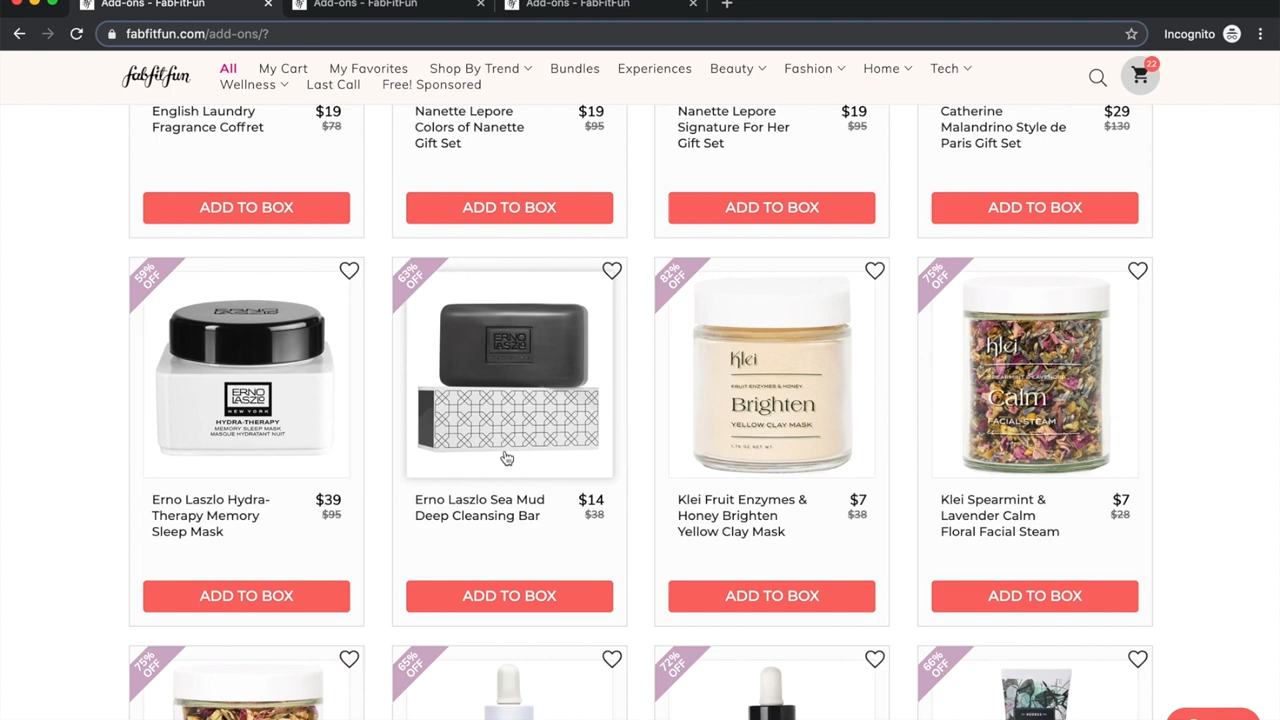 Add-ons - FabFitFun
Add-ons - FabFitFun
Add-ons - FabFitFun
fabfitfun.com/add-ons/?
Incognito
fabfitfun
All My Cart My Favorites Shop By Trend Bundles Experiences Beauty Fashion Home Tech
Wellness Last Call Free! Sponsored
22
English Laundry
Fragrance Coffret
$19
$78
Nanette Lepore
Colors of Nanette
Gift Set
$19
$95
Nanette Lepore
Signature For Her
Gift Set
$19
$95
Catherine
Malandrino Style de
Paris Gift Set
$29
$130
ADD TO BOX
ADD TO BOX
ADD TO BOX
ADD TO BOX
59%
OFF
ERNO
LASZLO
NEW YORK
HYDRA-THERAPY
MEMORY SLEEP MASK
MASQUE HYDRATANT NUIT
63%
OFF
ERNO
LASZLO
82%
OFF
Klei
FRUIT ENZYMES & HONEY
Brighten
YELLOW CLAY MASK
75%
OFF
klei
SPEARMINT & LAVENDER
Calm
FACIAL STEAM
Erno Laszlo Hydra-
Therapy Memory
Sleep Mask
$39
$95
Erno Laszlo Sea Mud
Deep Cleansing Bar
$14
$38
Klei Fruit Enzymes &
Honey Brighten
Yellow Clay Mask
$7
$38
Klei Spearmint &
Lavender Calm
Floral Facial Steam
$7
$28
ADD TO BOX
ADD TO BOX
ADD TO BOX
ADD TO BOX
75%
OFF
65%
OFF
72%
OFF
66%
OFF
KORRES